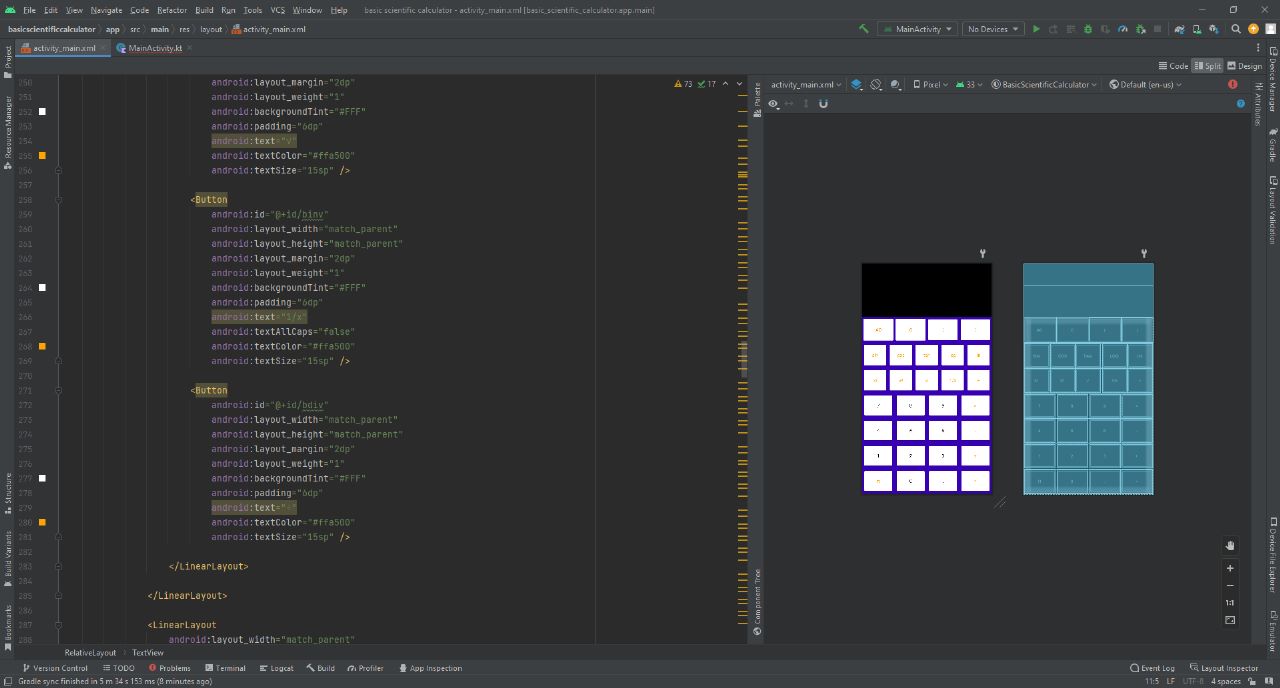 File Edit View Navigate Code Refactor Build Run Tools VCS Window Help basic scientific calculator - activity_main.xml [basic_scientific_calculator.app.main]
basicscientificcalculator app src main res layout activity_main.xml MainActivity No Devices
activity_main.xml MainActivity.kt
Code Split Design
Project
Resource Manager
Structure
Build Variants
Bookmarks
73 17
250 android:layout_margin="2dp"
251 android:layout_weight="1"
252 android:backgroundTint="#FFF"
253 android:padding="6dp"
254 android:text="√"
255 android:textColor="#ffa500"
256 android:textSize="15sp" />
257
258 <Button
259 android:id="@+id/binv"
260 android:layout_width="match_parent"
261 android:layout_height="match_parent"
262 android:layout_margin="2dp"
263 android:layout_weight="1"
264 android:backgroundTint="#FFF"
265 android:padding="6dp"
266 android:text="1/x"
267 android:textAllCaps="false"
268 android:textColor="#ffa500"
269 android:textSize="15sp" />
270
271 <Button
272 android:id="@+id/bdiv"
273 android:layout_width="match_parent"
274 android:layout_height="match_parent"
275 android:layout_margin="2dp"
276 android:layout_weight="1"
277 android:backgroundTint="#FFF"
278 android:padding="6dp"
279 android:text="÷"
280 android:textColor="#ffa500"
281 android:textSize="15sp" />
282
283 </LinearLayout>
284
285 </LinearLayout>
286
287 <LinearLayout
288 android:layout_width="match_parent"
RelativeLayout TextView
Palette
Component Tree
activity_main.xml Pixel 33 BasicScientificCalculator Default (en-us)
Attributes
1:1
Device Manager
Gradle
Layout Validation
Device File Explorer
Emulator
Version Control TODO Problems Terminal Logcat Build Profiler App Inspection Event Log Layout Inspector
Gradle sync finished in 5 m 34 s 153 ms (8 minutes ago) 11:5 LF UTF-8 4 spaces